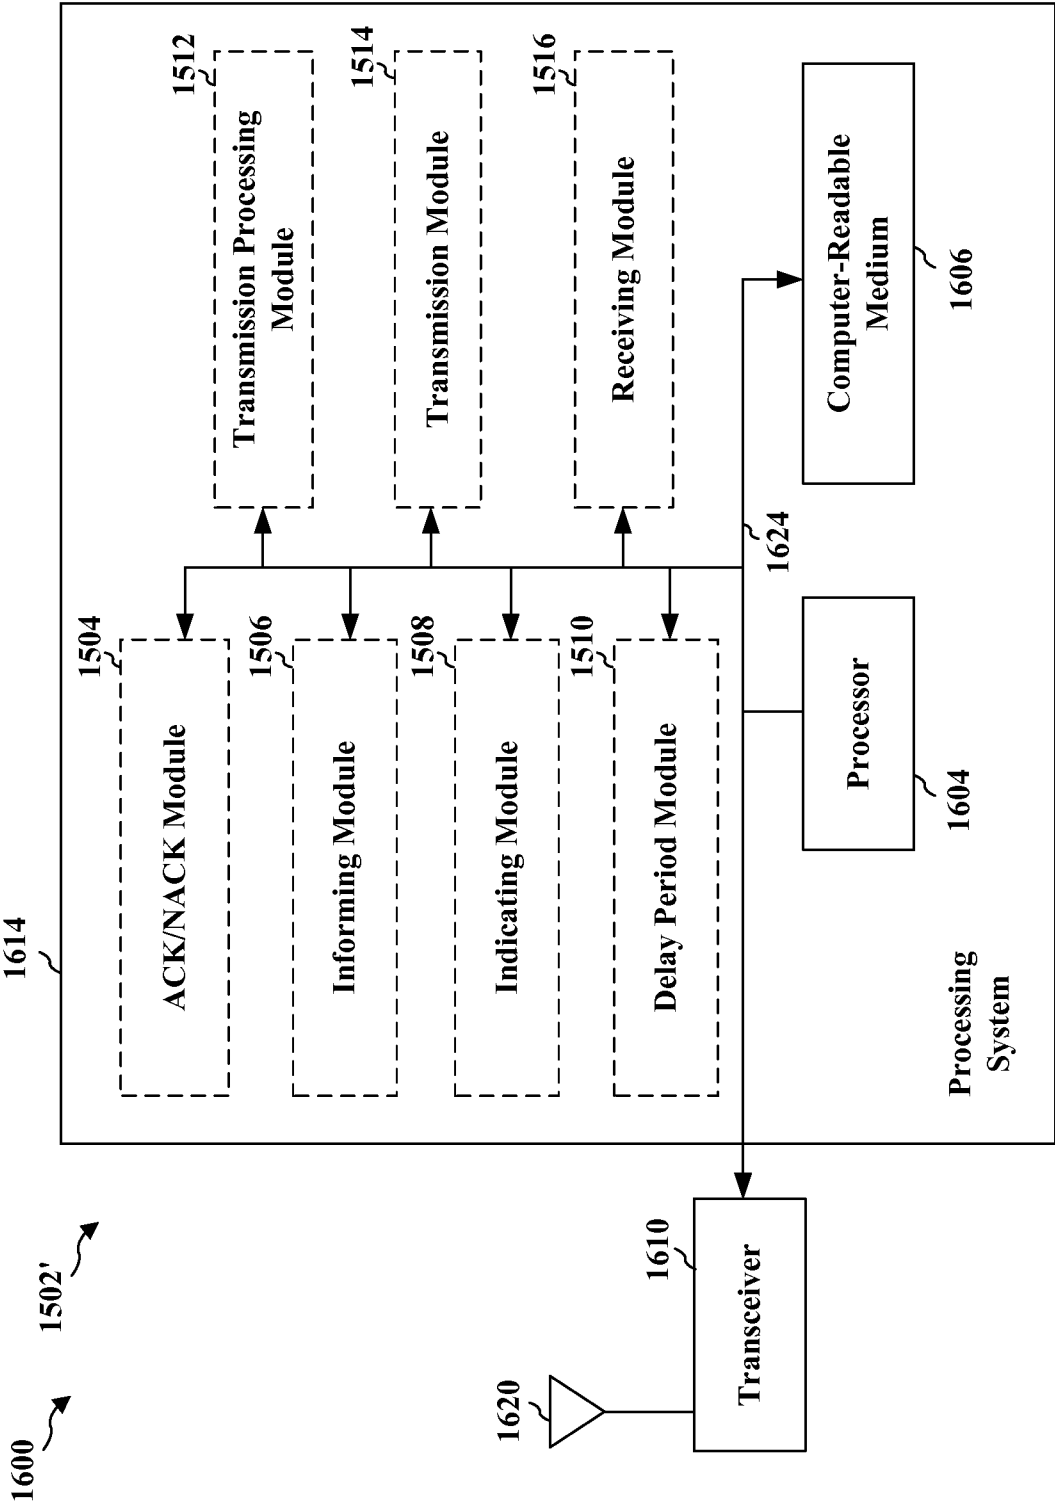 1600
1502'
1614
1504
ACK/NACK Module
1506
Informing Module
1508
Indicating Module
1510
Delay Period Module
1512
Transmission Processing
Module
1514
Transmission Module
1516
Receiving Module
1620
1610
Transceiver
1624
Processor
1604
Computer-Readable
Medium
1606
Processing
System